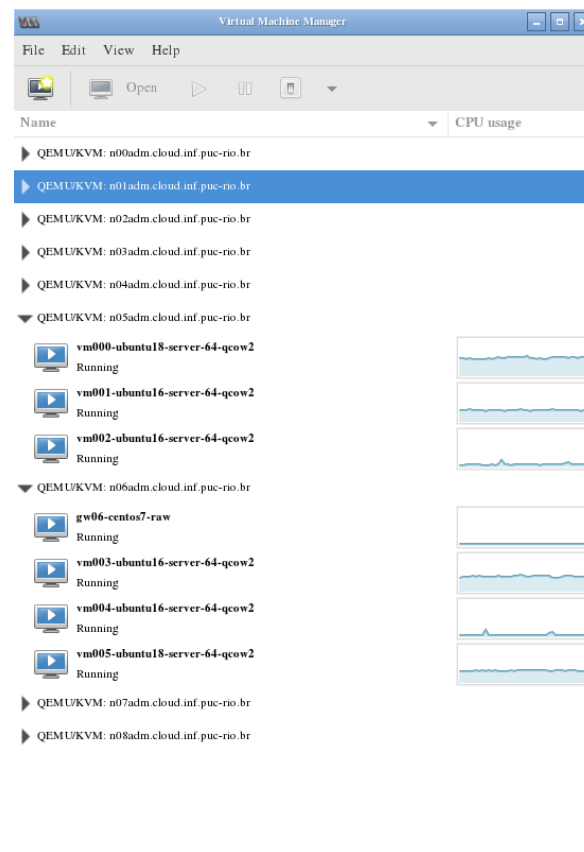 Virtual Machine Manager
File Edit View Help
Open
Name CPU usage
QEMU/KVM: n00adm.cloud.inf.puc-rio.br
QEMU/KVM: n01adm.cloud.inf.puc-rio.br
QEMU/KVM: n02adm.cloud.inf.puc-rio.br
QEMU/KVM: n03adm.cloud.inf.puc-rio.br
QEMU/KVM: n04adm.cloud.inf.puc-rio.br
QEMU/KVM: n05adm.cloud.inf.puc-rio.br
vm000-ubuntu18-server-64-qcow2
Running
vm001-ubuntu16-server-64-qcow2
Running
vm002-ubuntu16-server-64-qcow2
Running
QEMU/KVM: n06adm.cloud.inf.puc-rio.br
gw06-centos7-raw
Running
vm003-ubuntu16-server-64-qcow2
Running
vm004-ubuntu16-server-64-qcow2
Running
vm005-ubuntu18-server-64-qcow2
Running
QEMU/KVM: n07adm.cloud.inf.puc-rio.br
QEMU/KVM: n08adm.cloud.inf.puc-rio.br